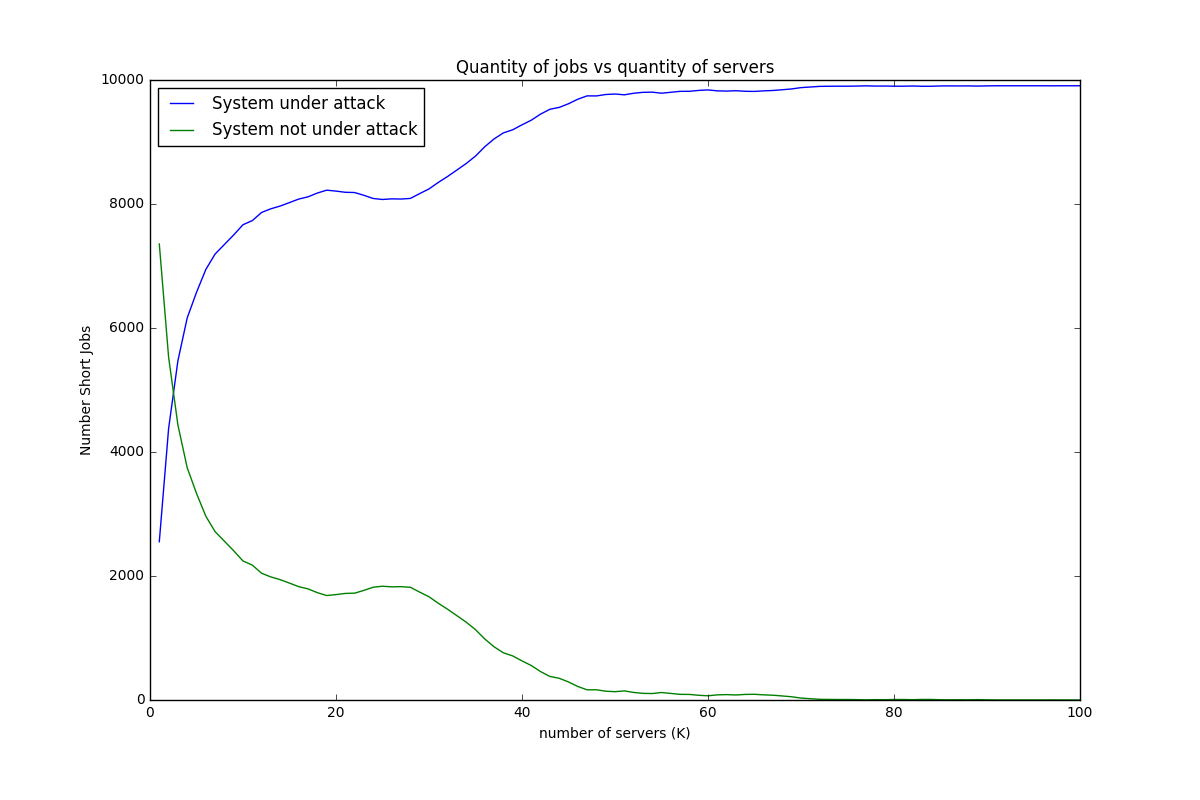 Quantity of jobs vs quantity of servers
10000
System under attack
System not under attack
8000
6000
Number Short Jobs
4000
2000
0
0 20 40 60 80 100
number of servers (K)